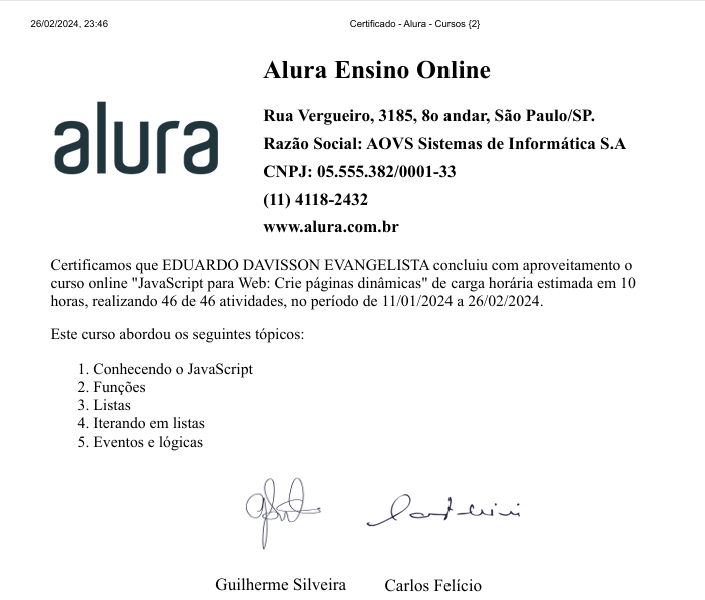 26/02/2024, 23:46
Certificado - Alura - Cursos {2}
Alura Ensino Online
alura
Rua Vergueiro, 3185, 8o andar, São Paulo/SP.
Razão Social: AOVS Sistemas de Informática S.A
CNPJ: 05.555.382/0001-33
(11) 4118-2432
www.alura.com.br
Certificamos que EDUARDO DAVISSON EVANGELISTA concluiu com aproveitamento o
curso online "JavaScript para Web: Crie páginas dinâmicas" de carga horária estimada em 10
horas, realizando 46 de 46 atividades, no período de 11/01/2024 a 26/02/2024.
Este curso abordou os seguintes tópicos:
1. Conhecendo o JavaScript
2. Funções
3. Listas
4. Iterando em listas
5. Eventos e lógicas
Guilherme Silveira
Carlos Felício